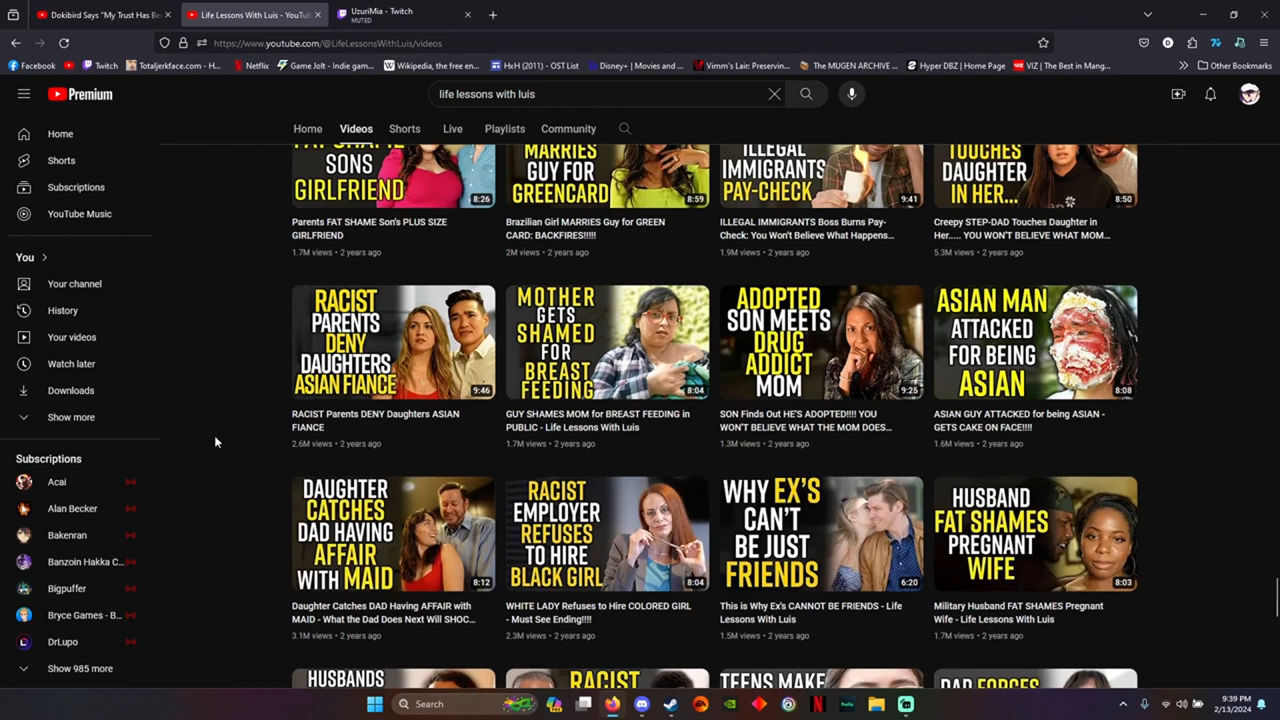 Dokibird Says "My Trust Has Be
Life Lessons With Luis - YouTu
UzuriMia - Twitch
MUTED
https://www.youtube.com/@LifeLessonsWithLuis/videos
Facebook
Twitch
Totaljerkface.com - H...
Netflix
Game Jolt - Indie gam...
Wikipedia, the free en...
HxH (2011) - OST List
Disney+ | Movies and ...
Vimm's Lair: Preservin...
The MUGEN ARCHIVE ...
Hyper DBZ | Home Page
VIZ | The Best in Mang...
Other Bookmarks
Premium
life lessons with luis
Home
Videos
Shorts
Live
Playlists
Community
Home
Shorts
Subscriptions
YouTube Music
You
Your channel
History
Your videos
Watch later
Downloads
Show more
Subscriptions
Acai
Alan Becker
Bakenran
Banzoin Hakka C...
Bigpuffer
Bryce Games - B...
DrLupo
Show 985 more
FAT SHAME
SONS
GIRLFRIEND
8:26
Parents FAT SHAME Son's PLUS SIZE
GIRLFRIEND
1.7M views • 2 years ago
MARRIES
GUY FOR
GREENCARD
8:59
Brazilian Girl MARRIES Guy for GREEN
CARD: BACKFIRES!!!!!
2M views • 2 years ago
ILLEGAL
IMMIGRANTS
PAY-CHECK
9:41
ILLEGAL IMMIGRANTS Boss Burns Pay-
Check: You Won't Believe What Happens...
1.9M views • 2 years ago
TOUCHES
DAUGHTER
IN HER...
8:50
Creepy STEP-DAD Touches Daughter in
Her..... YOU WON'T BELIEVE WHAT MOM...
5.3M views • 2 years ago
RACIST
PARENTS
DENY
DAUGHTERS
ASIAN FIANCE
9:46
RACIST Parents DENY Daughters ASIAN
FIANCE
2.6M views • 2 years ago
MOTHER
GETS
SHAMED
FOR
BREAST
FEEDING
8:04
GUY SHAMES MOM for BREAST FEEDING in
PUBLIC - Life Lessons With Luis
1.7M views • 2 years ago
ADOPTED
SON MEETS
DRUG
ADDICT
MOM
9:25
SON Finds Out HE'S ADOPTED!!!! YOU
WON'T BELIEVE WHAT THE MOM DOES...
1.3M views • 2 years ago
ASIAN MAN
ATTACKED
FOR BEING
ASIAN
8:08
ASIAN GUY ATTACKED for being ASIAN -
GETS CAKE ON FACE!!!!
1.6M views • 2 years ago
DAUGHTER
CATCHES
DAD HAVING
AFFAIR
WITH MAID
8:12
Daughter Catches DAD Having AFFAIR with
MAID - What the Dad Does Next Will SHOC...
3.1M views • 2 years ago
RACIST
EMPLOYER
REFUSES
TO HIRE
BLACK GIRL
8:04
WHITE LADY Refuses to Hire COLORED GIRL
- Must See Ending!!!!
2.3M views • 2 years ago
WHY EX'S
CAN'T
BE JUST
FRIENDS
6:20
This is Why Ex's CANNOT BE FRIENDS - Life
Lessons With Luis
1.5M views • 2 years ago
HUSBAND
FAT SHAMES
PREGNANT
WIFE
8:03
Military Husband FAT SHAMES Pregnant
Wife - Life Lessons With Luis
1.7M views • 2 years ago
HUSBANDS
RACIST
TEENS MAKE
DAD FORCES
Search
hulu
9:39 PM
2/13/2024